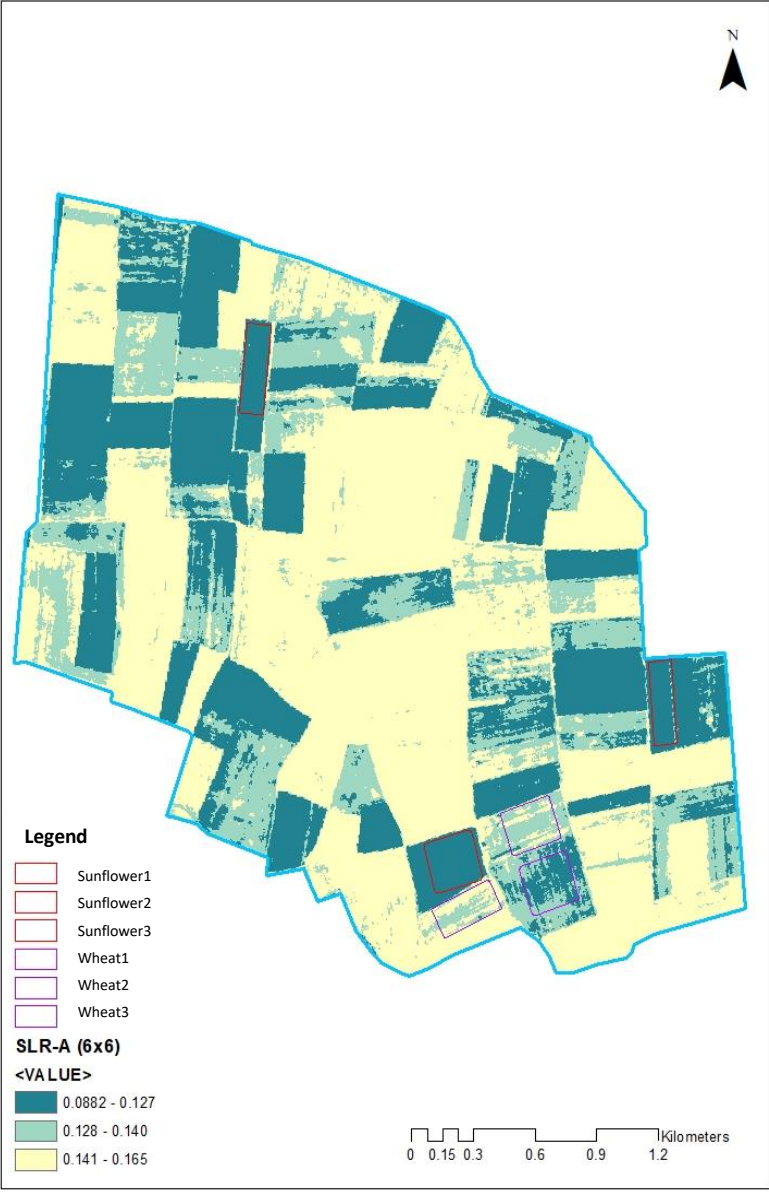 N
Legend
Sunflower1
Sunflower2
Sunflower3
Wheat1
Wheat2
Wheat3
SLR-A (6x6)
<VALUE>
0.0882 - 0.127
0.128 - 0.140
0.141 - 0.165
Kilometers
0 0.15 0.3 0.6 0.9 1.2